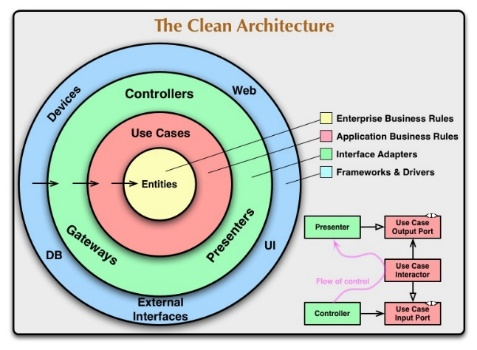 The Clean Architecture
Devices
Web
Controllers
Use Cases
Entities
Gateways
Presenters
DB
UI
External
Interfaces
Enterprise Business Rules
Application Business Rules
Interface Adapters
Frameworks & Drivers
Presenter
Use Case
Output Port
<I>
Flow of control
Use Case
Interactor
Controller
Use Case
Input Port
<I>